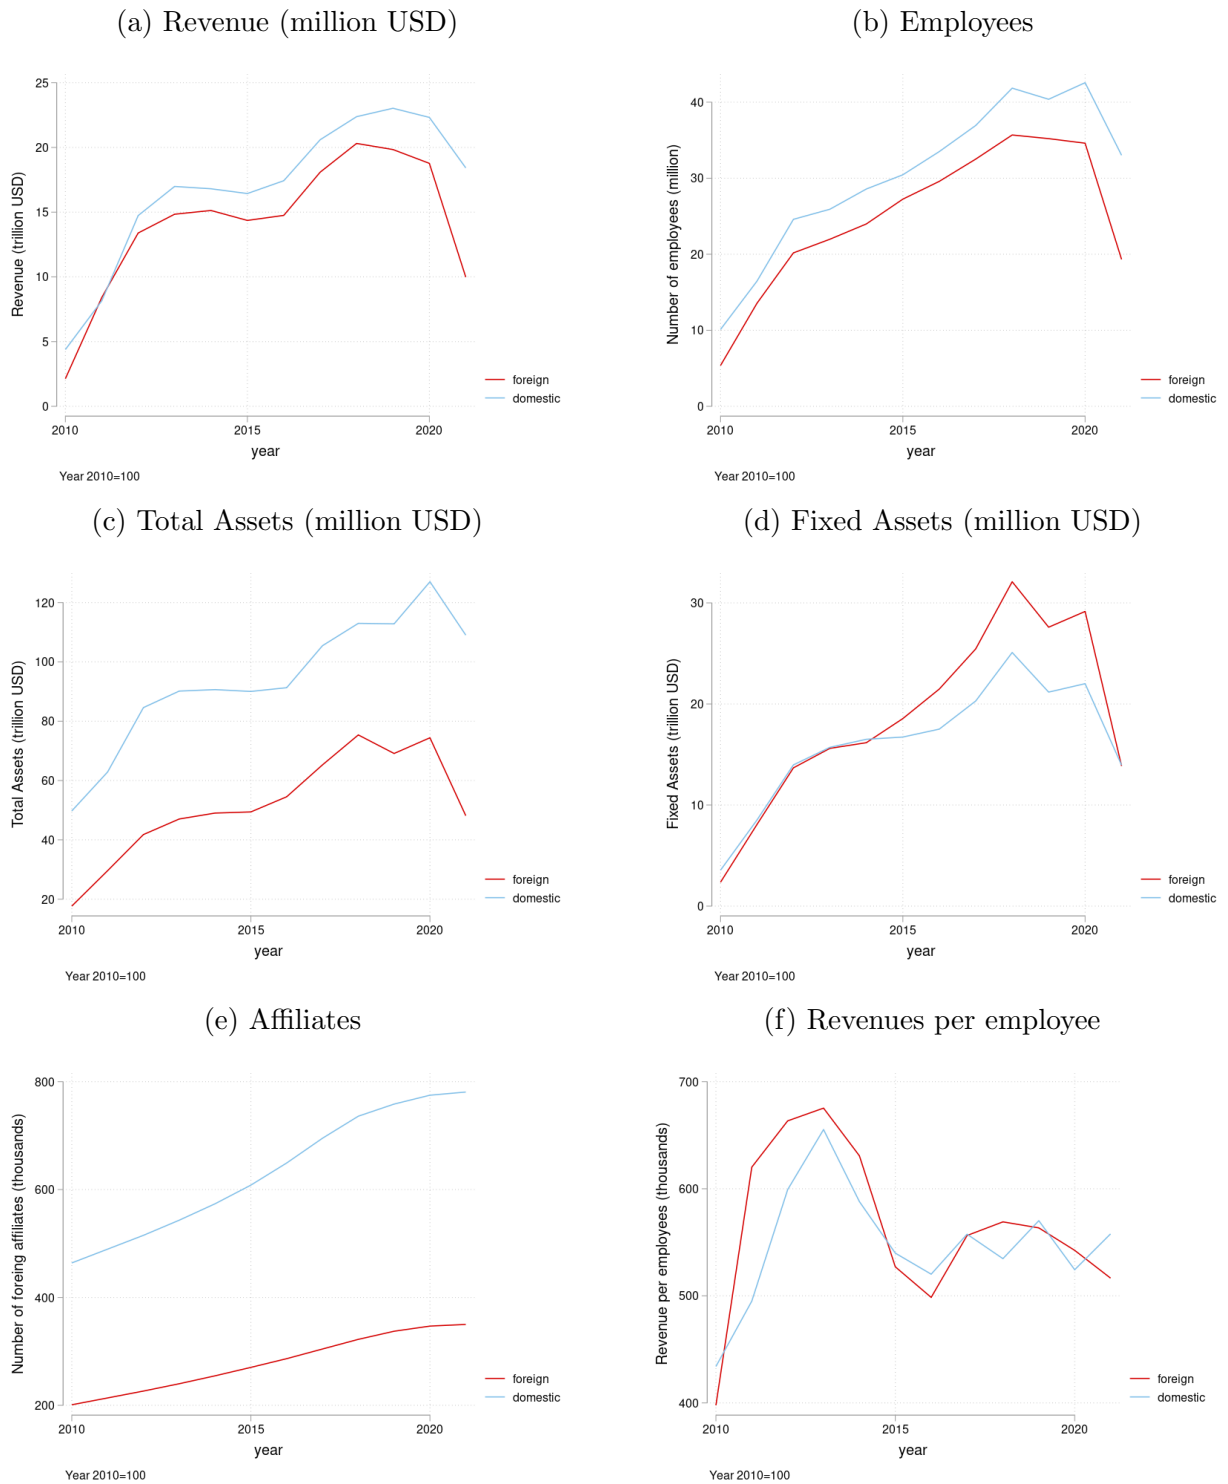 (a) Revenue (million USD)
Revenue (trillion USD)
25
20
15
10
5
0
2010 2015 2020
year
foreign
domestic
Year 2010=100
(b) Employees
Number of employees (million)
40
30
20
10
0
2010 2015 2020
year
foreign
domestic
Year 2010=100
(c) Total Assets (million USD)
Total Assets (trillion USD)
120
100
80
60
40
20
2010 2015 2020
year
foreign
domestic
Year 2010=100
(d) Fixed Assets (million USD)
Fixed Assets (trillion USD)
30
20
10
0
2010 2015 2020
year
foreign
domestic
Year 2010=100
(e) Affiliates
Number of foreing affiliates (thousands)
800
600
400
200
2010 2015 2020
year
foreign
domestic
Year 2010=100
(f) Revenues per employee
Revenue per employees (thousands)
700
600
500
400
2010 2015 2020
year
foreign
domestic
Year 2010=100